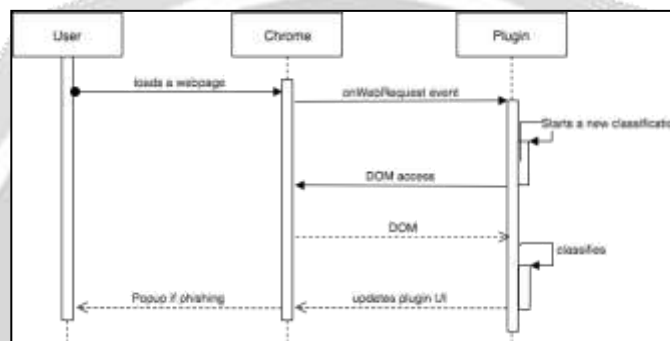 User
Chrome
Plugin
loads a webpage
onWebRequest event
Starts a new classificatio
DOM access
DOM
classifies
updates plugin UI
Popup if phishing